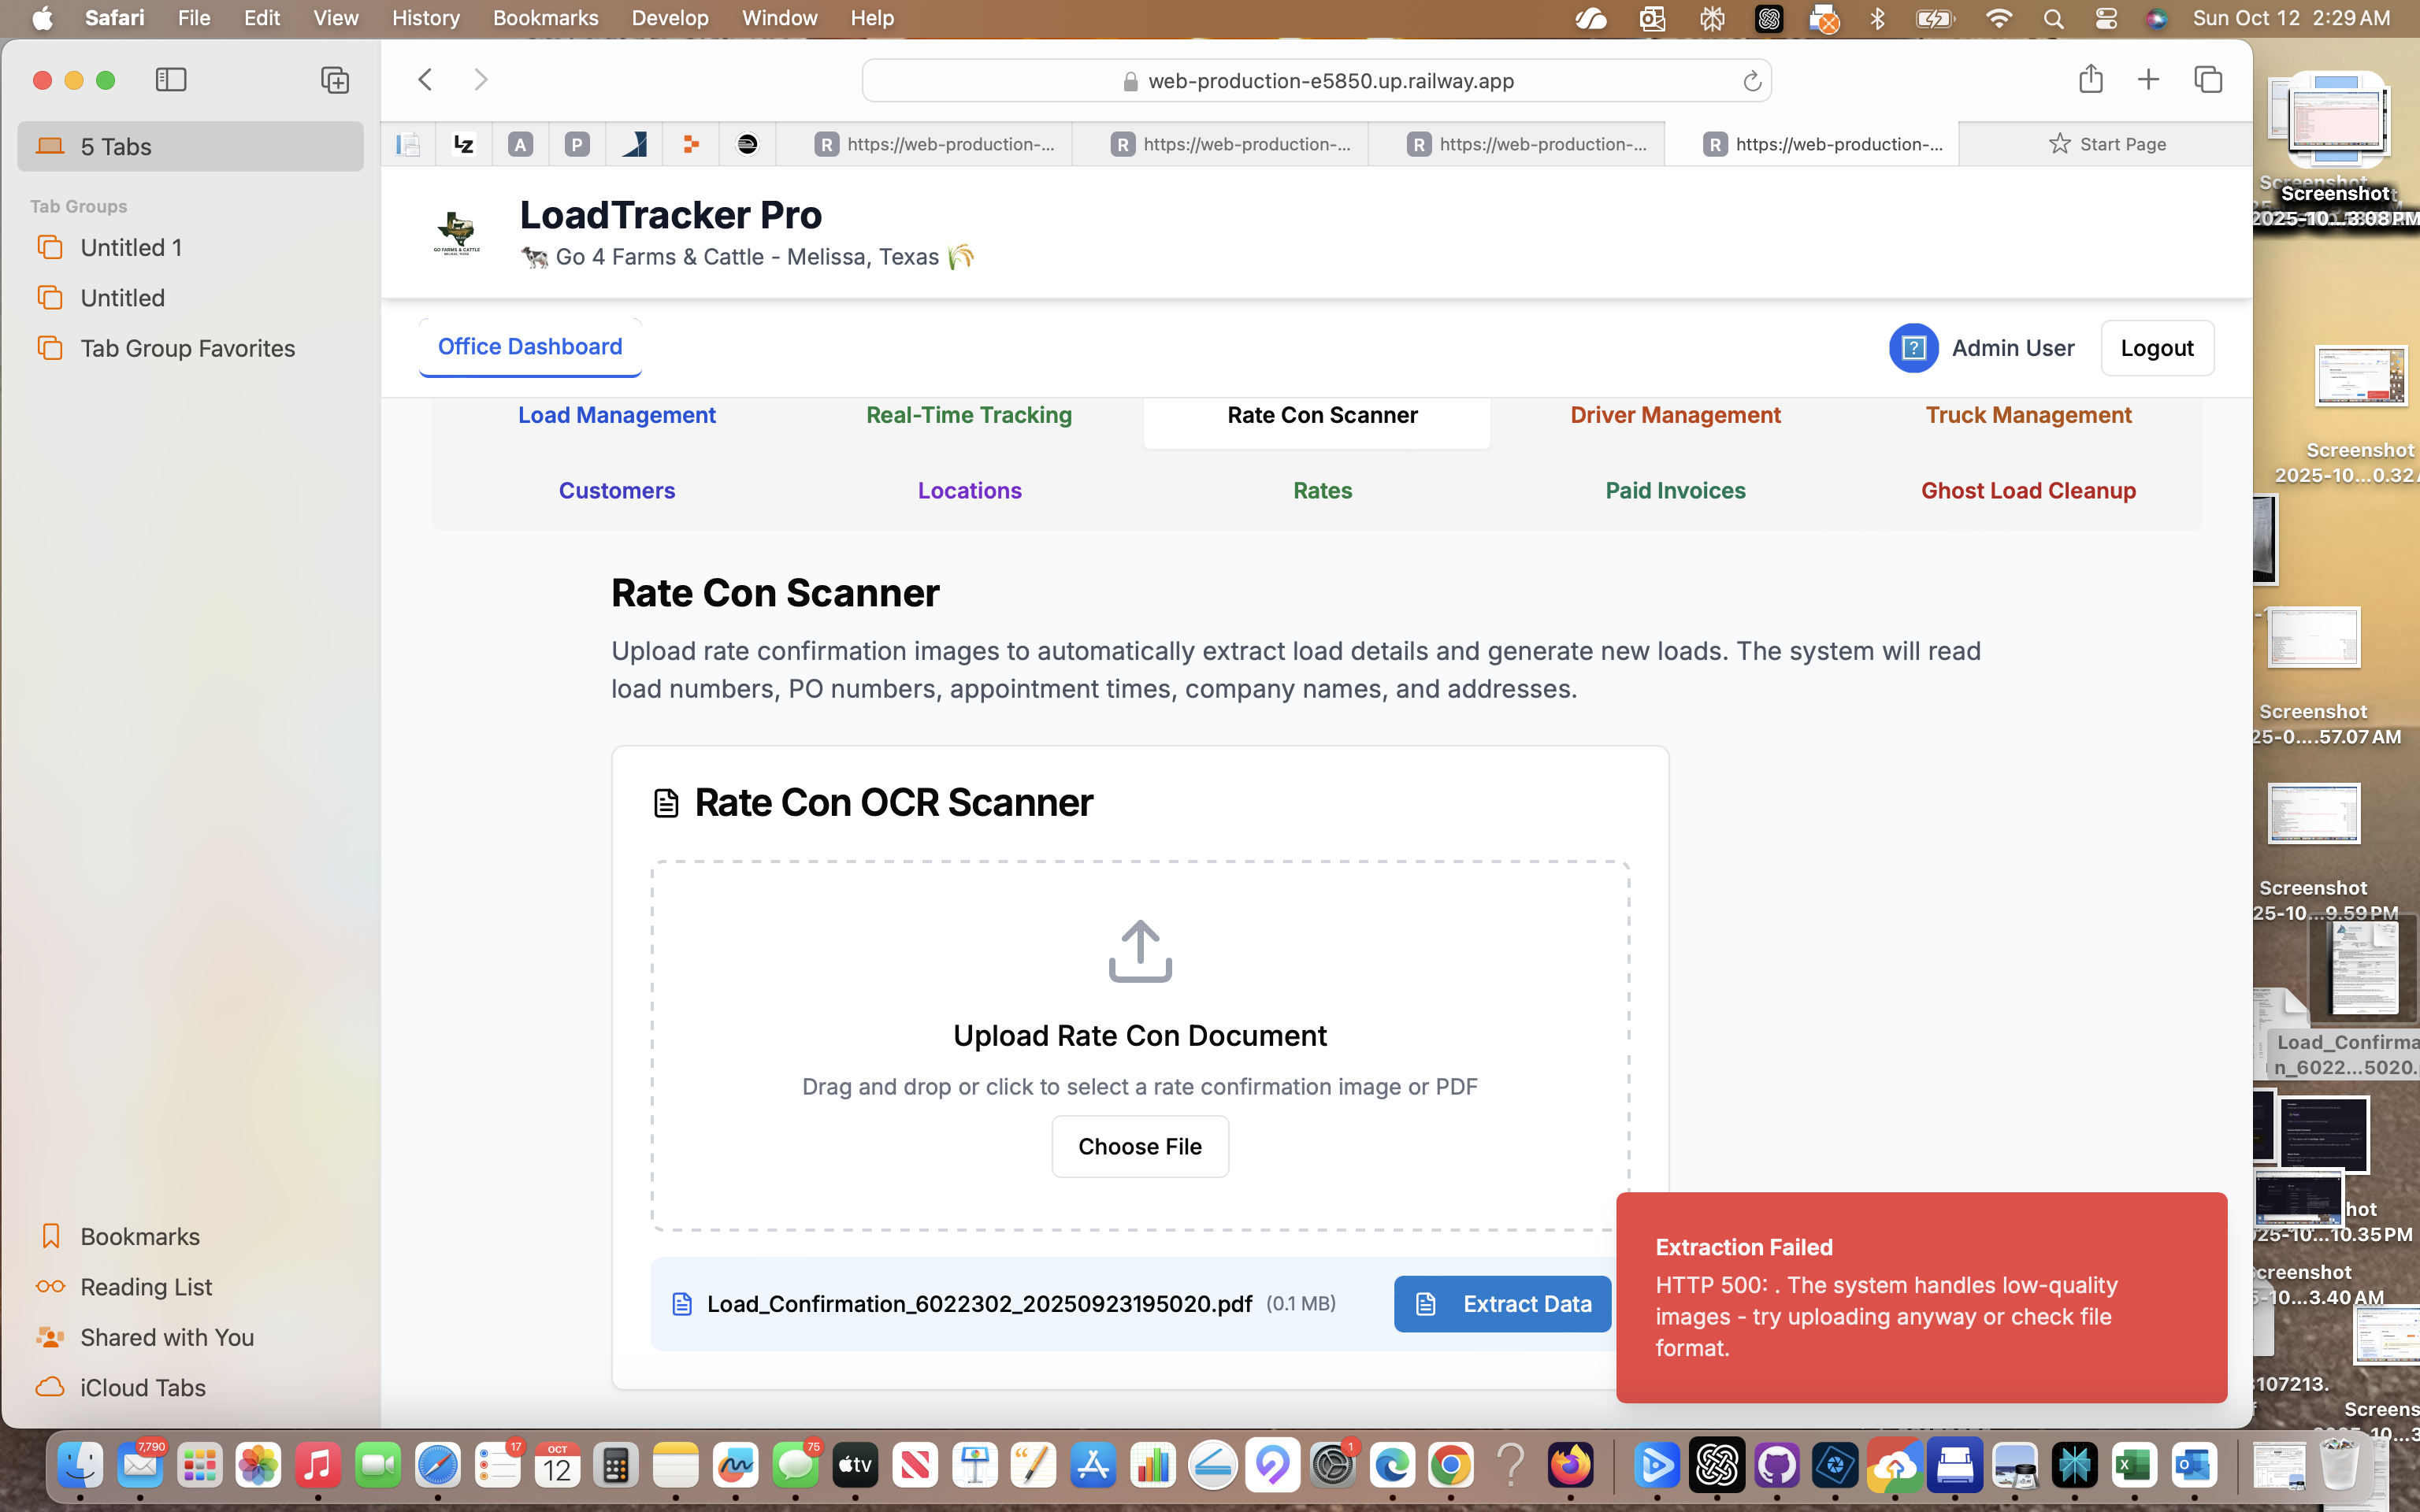 Safari File Edit View History Bookmarks Develop Window Help
Sun Oct 12 2:29 AM
web-production-e5850.up.railway.app
5 Tabs
Tab Groups
Untitled 1
Untitled
Tab Group Favorites
Bookmarks
Reading List
Shared with You
iCloud Tabs
LZ A P
R https://web-production-...
R https://web-production-...
R https://web-production-...
R https://web-production-...
Start Page
LoadTracker Pro
GO FARMS & CATTLE
MELISSA, TEXAS
Go 4 Farms & Cattle - Melissa, Texas
Office Dashboard
? Admin User
Logout
Load Management Real-Time Tracking Rate Con Scanner Driver Management Truck Management
Customers Locations Rates Paid Invoices Ghost Load Cleanup
Rate Con Scanner
Upload rate confirmation images to automatically extract load details and generate new loads. The system will read
load numbers, PO numbers, appointment times, company names, and addresses.
Rate Con OCR Scanner
Upload Rate Con Document
Drag and drop or click to select a rate confirmation image or PDF
Choose File
Load_Confirmation_6022302_20250923195020.pdf (0.1 MB)
Extract Data
Extraction Failed
HTTP 500: . The system handles low-quality
images - try uploading anyway or check file
format.
Screenshot
2025-10...3.08 PM
Screenshot
2025-10...0.32
Screenshot
25-0....57.07 AM
Screenshot
25-10...9.59 PM
Load_Confirma
n_6022...5020.
hot
25-10...10.35 PM
creenshot
-10...3.40 AM
107213.
Screens
7,790
17
OCT
12
75
tv
1